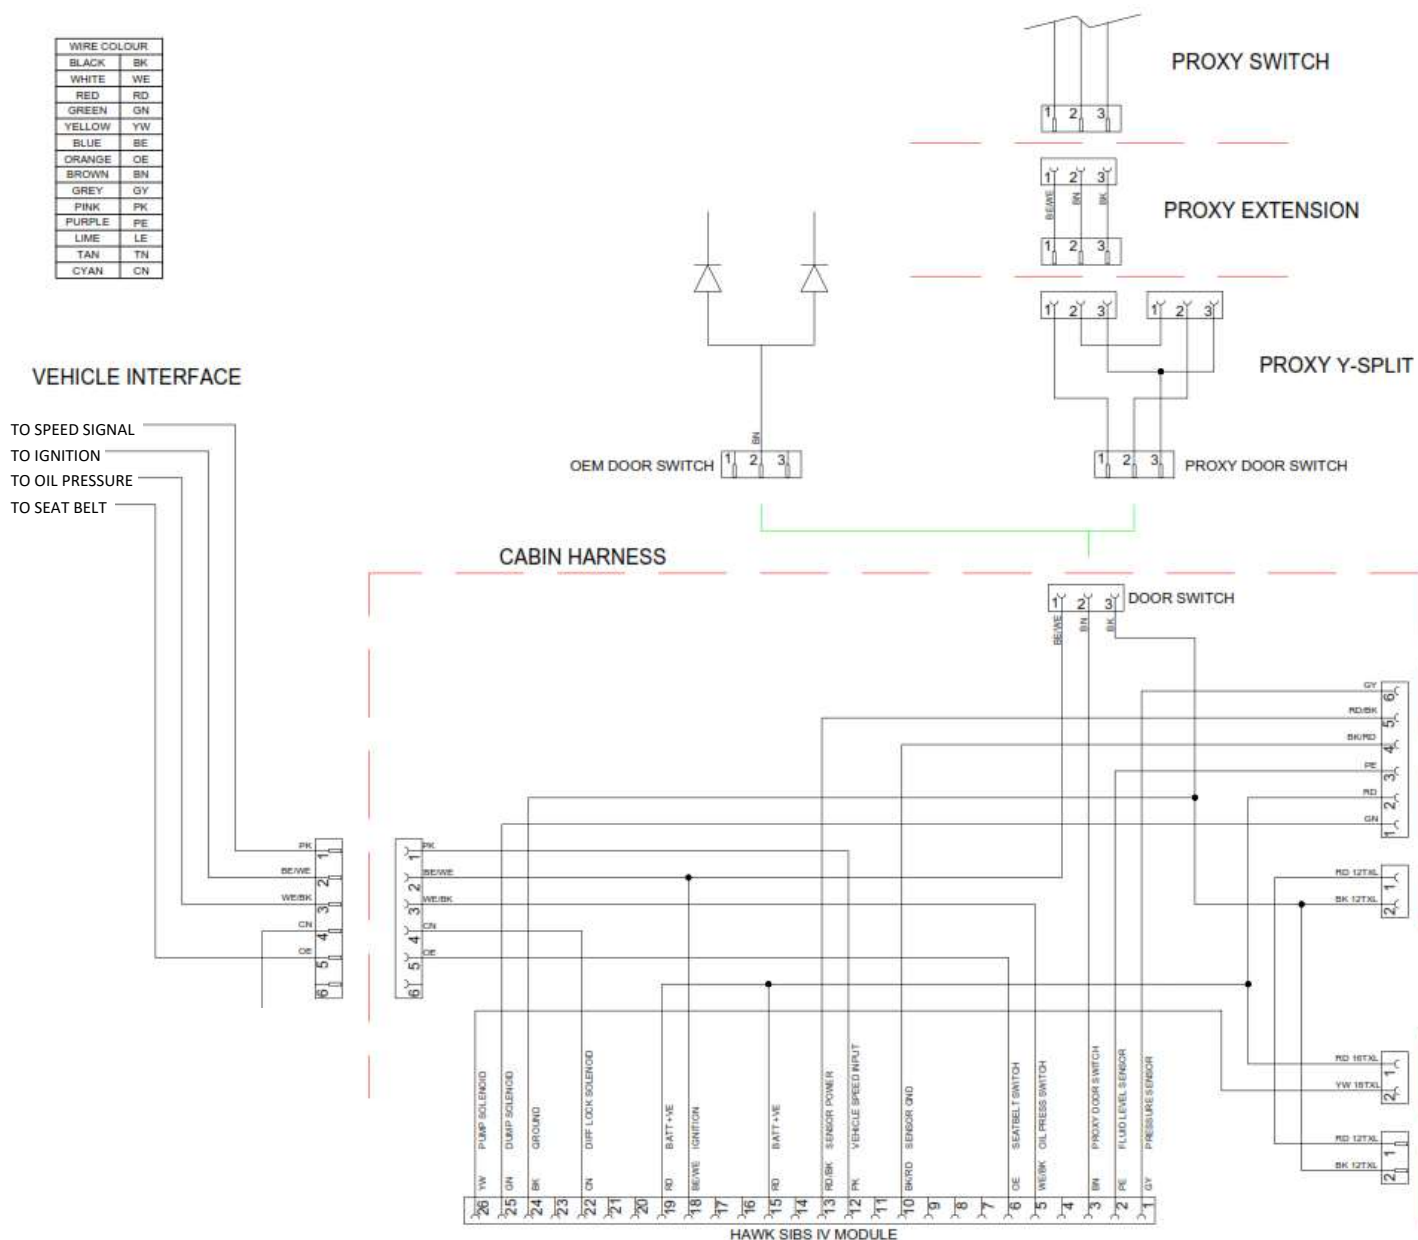 WIRE COLOUR
BLACK BK
WHITE WE
RED RD
GREEN GN
YELLOW YW
BLUE BE
ORANGE OE
BROWN BN
GREY GY
PINK PK
PURPLE PE
LIME LE
TAN TN
CYAN CN
PROXY SWITCH
1 2 3
1 2 3
BE/WE BN BK
PROXY EXTENSION
1 2 3
1 2 3 1 2 3
PROXY Y-SPLIT
VEHICLE INTERFACE
TO SPEED SIGNAL
TO IGNITION
TO OIL PRESSURE
TO SEAT BELT
BN
OEM DOOR SWITCH 1 2 3
1 2 3 PROXY DOOR SWITCH
CABIN HARNESS
1 2 3 DOOR SWITCH
BE/WE BN BK
GY 6
RD/BK 5
BK/RD 4
PE 3
RD 2
GN 1
PK 1
BE/WE 2
WE/BK 3
CN 4
OE 5
6
1 PK
2 BE/WE
3 WE/BK
4 CN
5 OE
6
RD 12TXL 1
BK 12TXL 2
RD 16TXL 1
YW 18TXL 2
RD 12TXL 1
BK 12TXL 2
YW PUMP SOLENOID
GN DUMP SOLENOID
BK GROUND
CN DIFF LOCK SOLENOID
RD BATT +VE
BE/WE IGNITION
RD BATT +VE
RD/BK SENSOR POWER
PK VEHICLE SPEED INPUT
BK/RD SENSOR GND
OE SEATBELT SWITCH
WE/BK OIL PRESS SWITCH
BN PROXY DOOR SWITCH
PE FLUID LEVEL SENSOR
GY PRESSURE SENSOR
26 25 24 23 22 21 20 19 18 17 16 15 14 13 12 11 10 9 8 7 6 5 4 3 2 1
HAWK SIBS IV MODULE